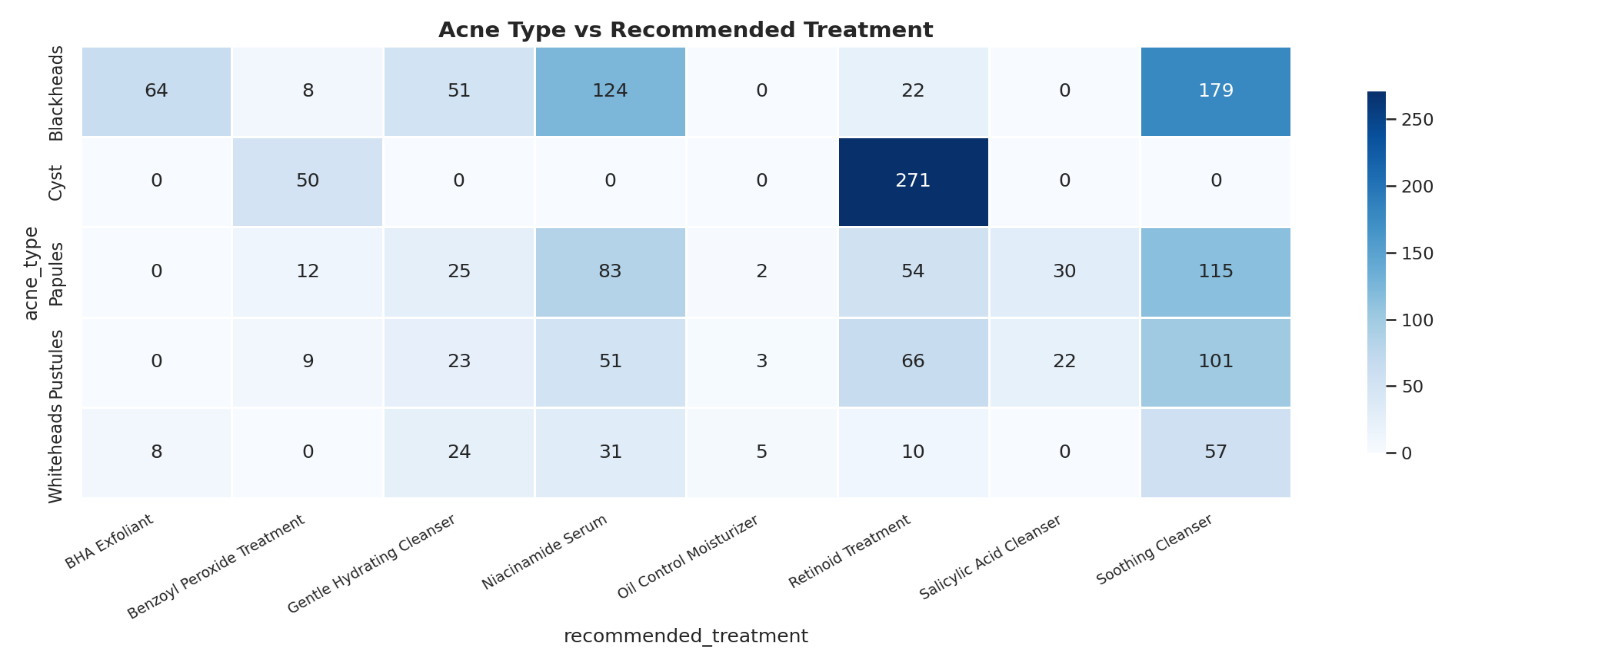 Acne Type vs Recommended Treatment
acne_type
Blackheads 64 8 51 124 0 22 0 179
Cyst 0 50 0 0 0 271 0 0
Papules 0 12 25 83 2 54 30 115
Pustules 0 9 23 51 3 66 22 101
Whiteheads 8 0 24 31 5 10 0 57
BHA Exfoliant
Benzoyl Peroxide Treatment
Gentle Hydrating Cleanser
Niacinamide Serum
Oil Control Moisturizer
Retinoid Treatment
Salicylic Acid Cleanser
Soothing Cleanser
recommended_treatment
250
200
150
100
50
0